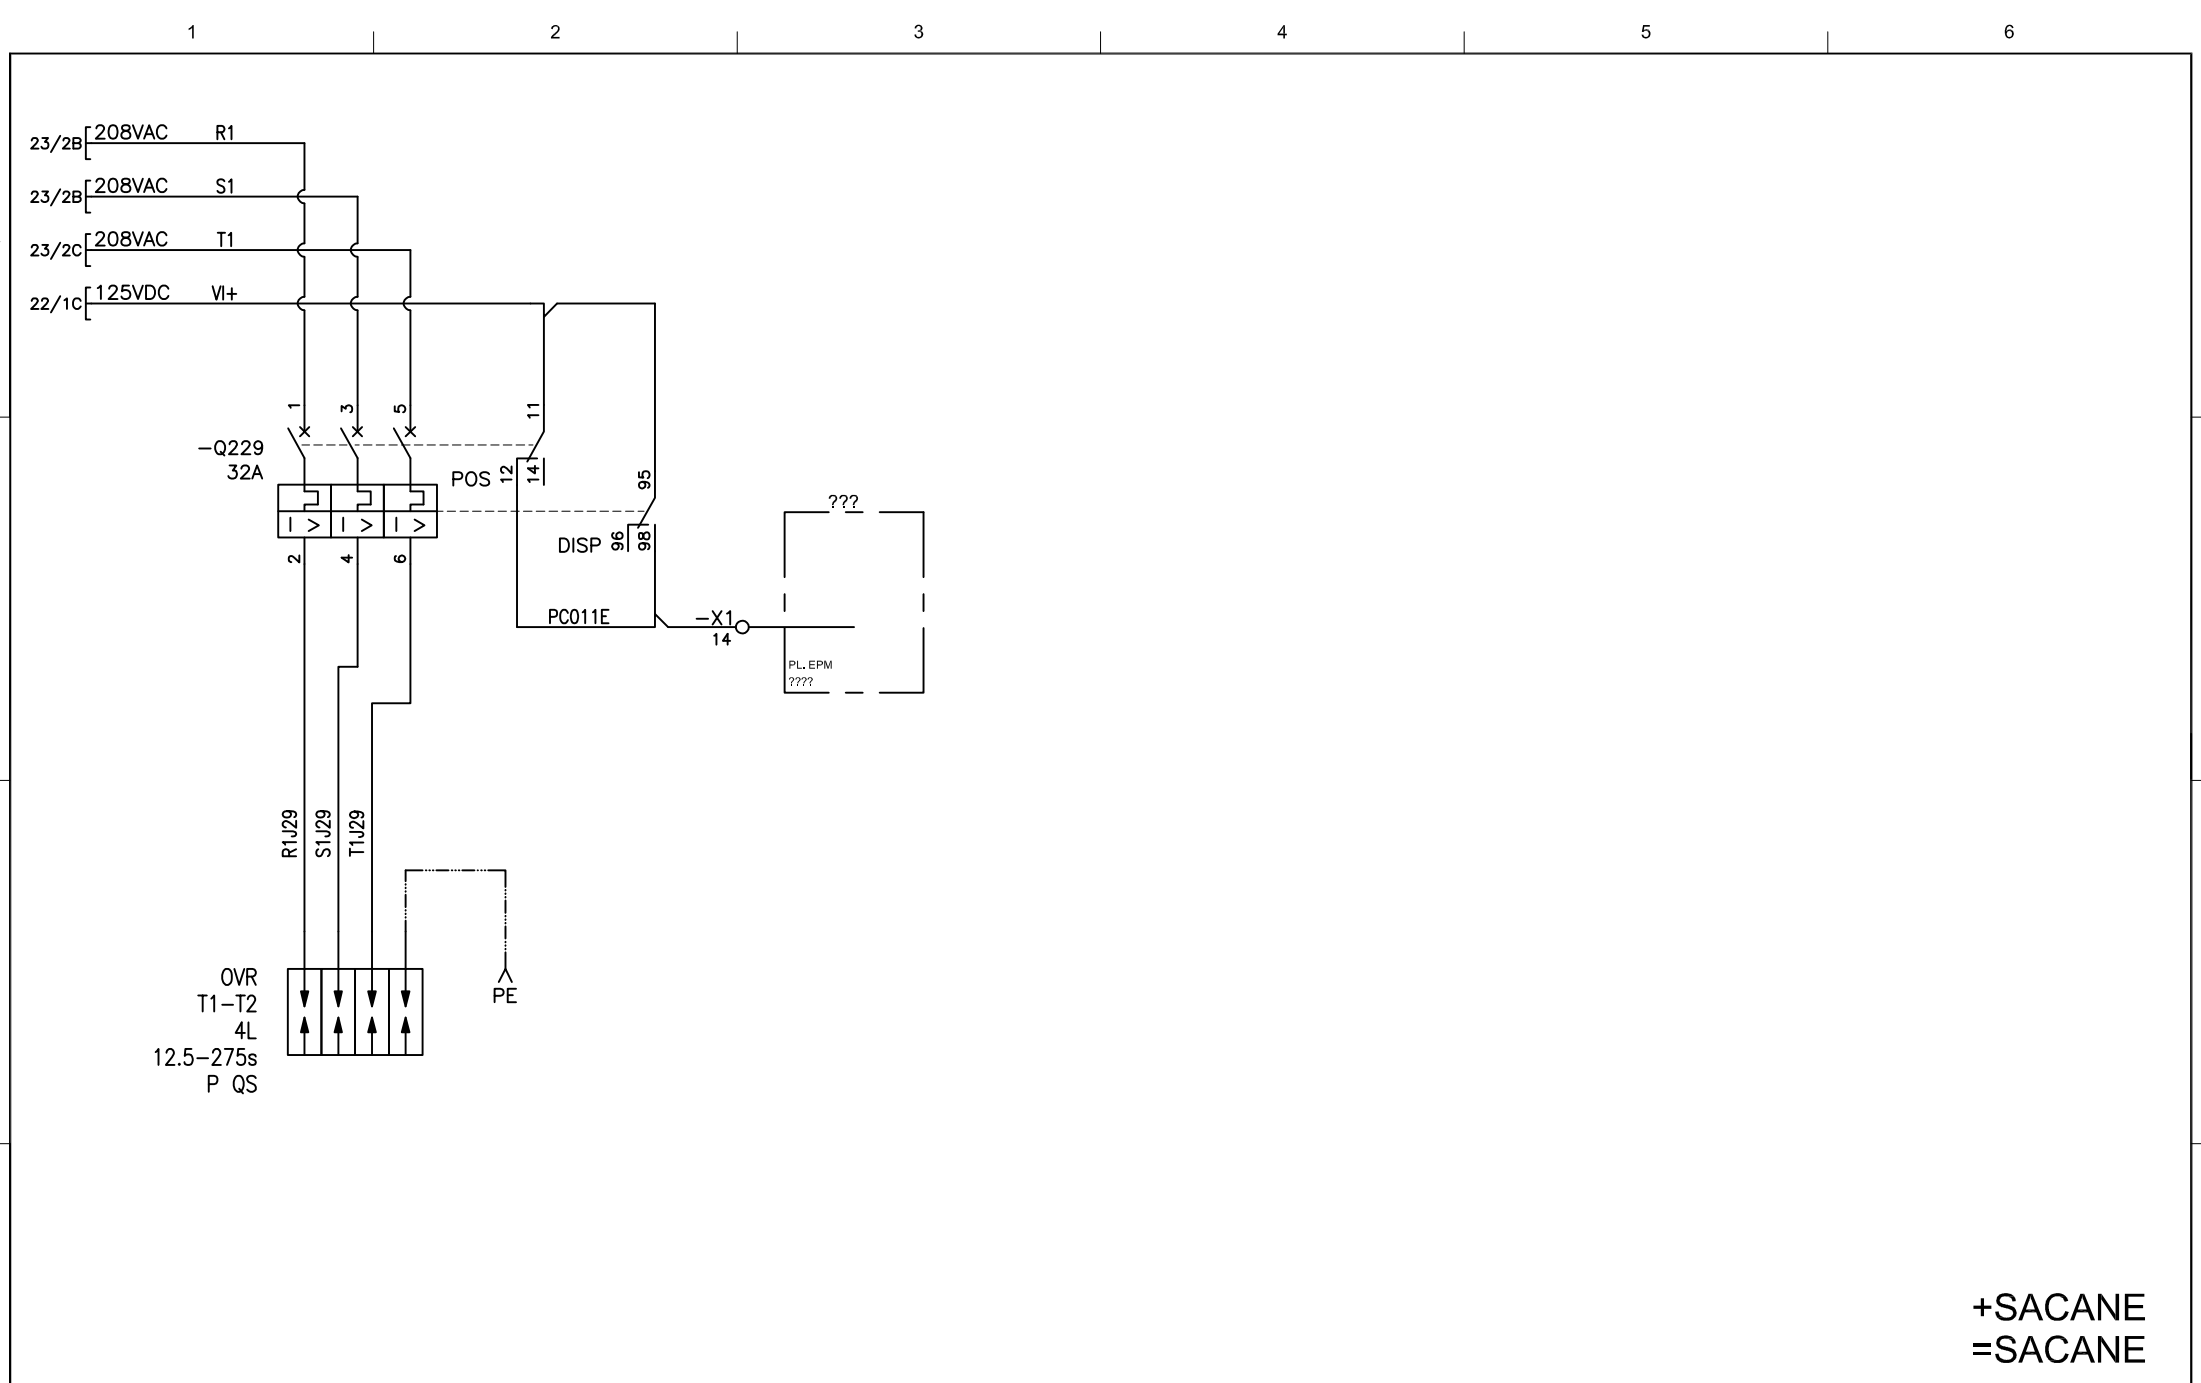 1 2 3 4 5 6
23/2B 208VAC R1
23/2B 208VAC S1
23/2C 208VAC T1
22/1C 125VDC VI+
1 3 5 11
-Q229
32A
POS 12 14 95
I > I > I >
2 4 6
DISP 96 98
???
PC011E
-X1
14
PL. EPM
????
R1J29 S1J29 T1J29
OVR
T1-T2
4L
12.5-275s
P QS
PE
+SACANE
=SACANE